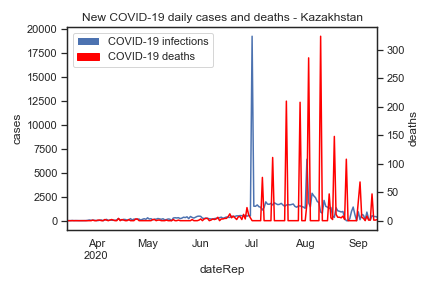 New COVID-19 daily cases and deaths - Kazakhstan
COVID-19 infections
COVID-19 deaths
20000
17500
15000
12500
10000
7500
5000
2500
0
cases
300
250
200
150
100
50
0
deaths
Apr
2020
May
Jun
Jul
Aug
Sep
dateRep